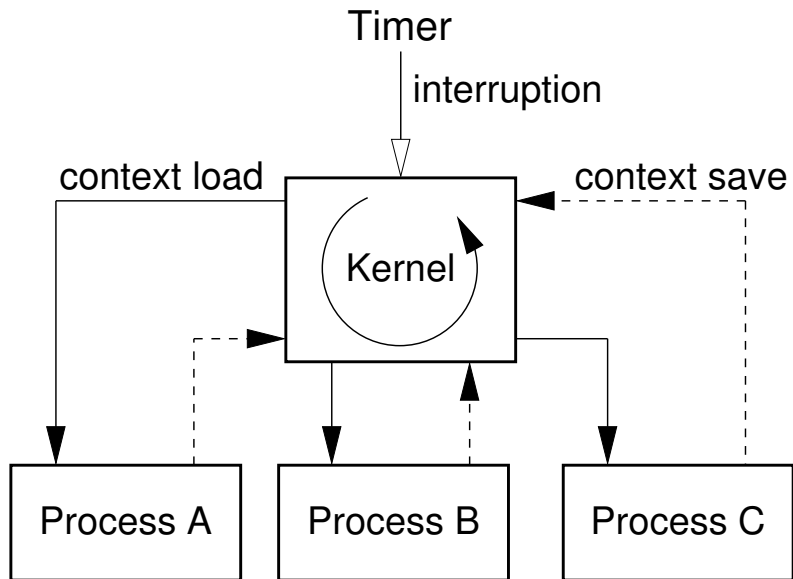 Timer
interruption
context load
context save
Kernel
Process A
Process B
Process C